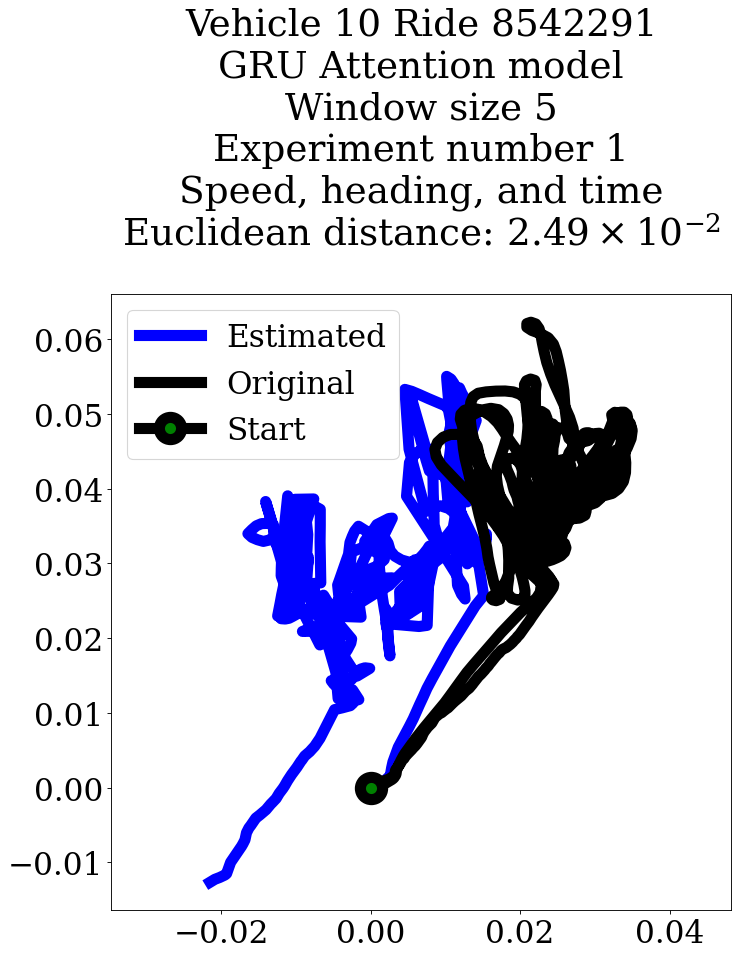 Vehicle 10 Ride 8542291
GRU Attention model
Window size 5
Experiment number 1
Speed, heading, and time
Euclidean distance: 2.49 × 10⁻²
Estimated
Original
Start
0.06
0.05
0.04
0.03
0.02
0.01
0.00
−0.01
−0.02 0.00 0.02 0.04